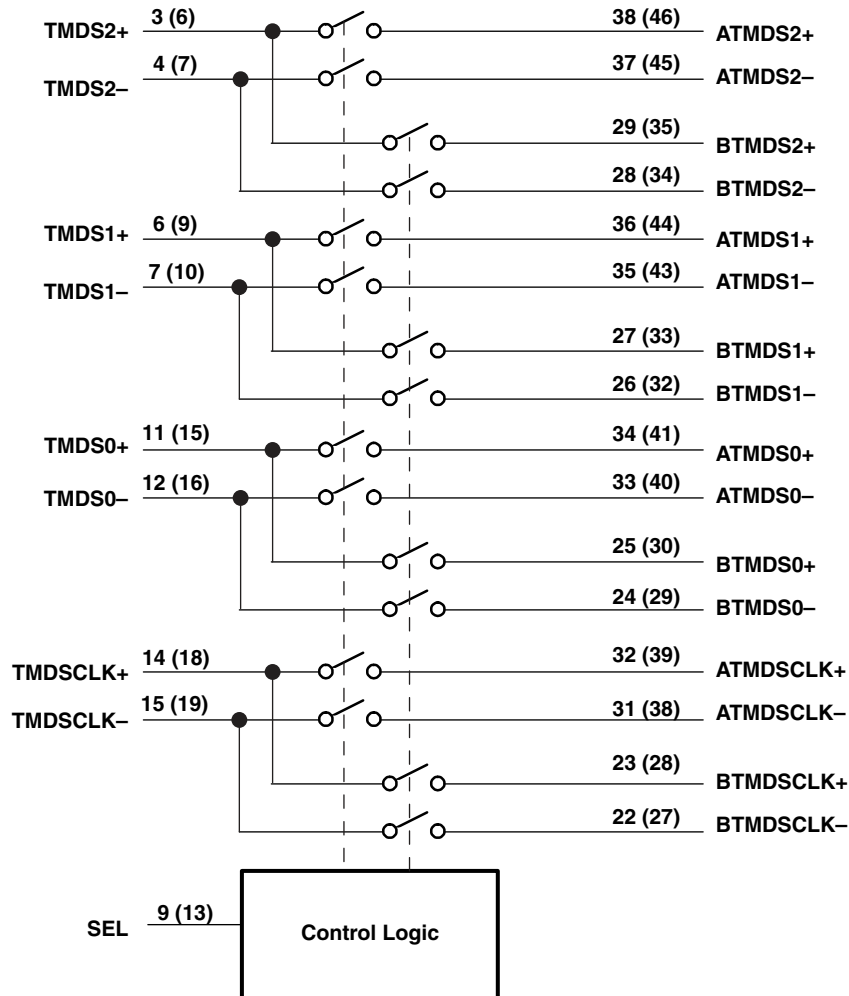 TMDS2+ 3 (6) 38 (46) ATMDS2+
TMDS2– 4 (7) 37 (45) ATMDS2–
29 (35) BTMDS2+
28 (34) BTMDS2–
TMDS1+ 6 (9) 36 (44) ATMDS1+
TMDS1– 7 (10) 35 (43) ATMDS1–
27 (33) BTMDS1+
26 (32) BTMDS1–
TMDS0+ 11 (15) 34 (41) ATMDS0+
TMDS0– 12 (16) 33 (40) ATMDS0–
25 (30) BTMDS0+
24 (29) BTMDS0–
TMDSCLK+ 14 (18) 32 (39) ATMDSCLK+
TMDSCLK– 15 (19) 31 (38) ATMDSCLK–
23 (28) BTMDSCLK+
22 (27) BTMDSCLK–
SEL 9 (13) Control Logic